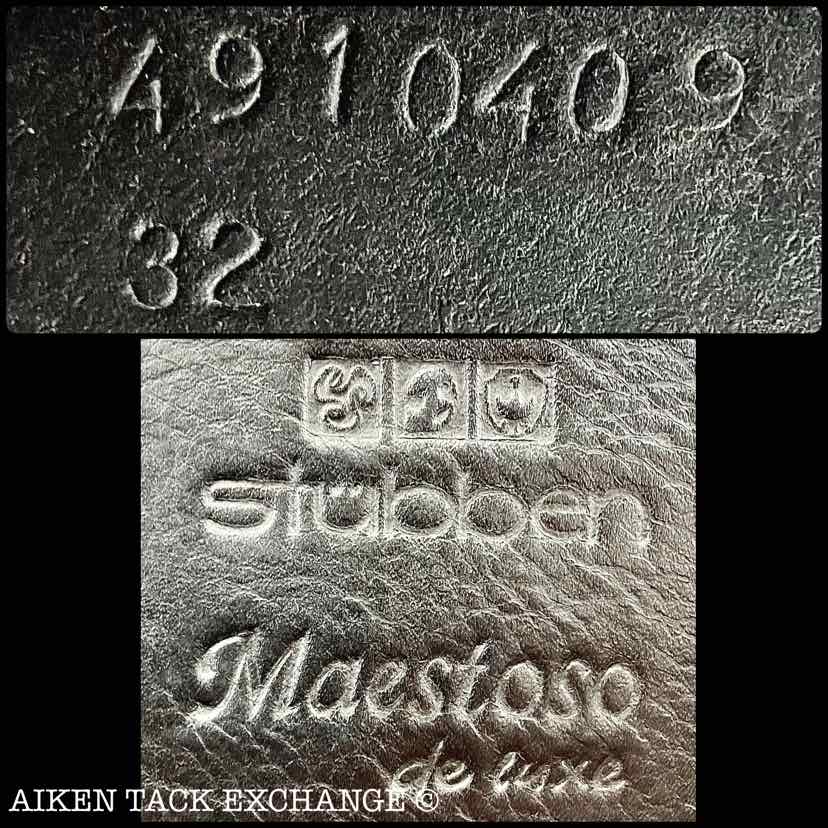 4910409
32
Stübben
Maestoso
de luxe
AIKEN TACK EXCHANGE ©